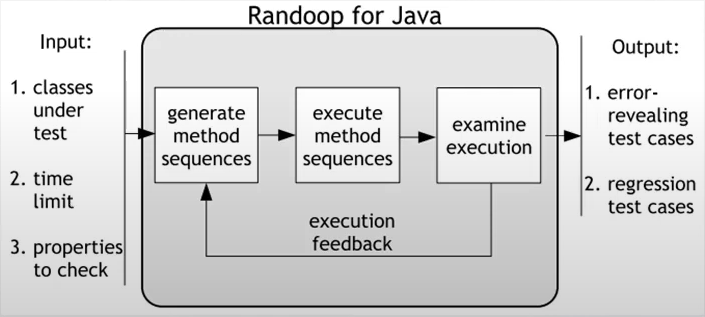 Randoop for Java
Input:
1. classes
under
test
2. time
limit
3. properties
to check
generate
method
sequences
execute
method
sequences
examine
execution
execution
feedback
Output:
1. error-
revealing
test cases
2. regression
test cases